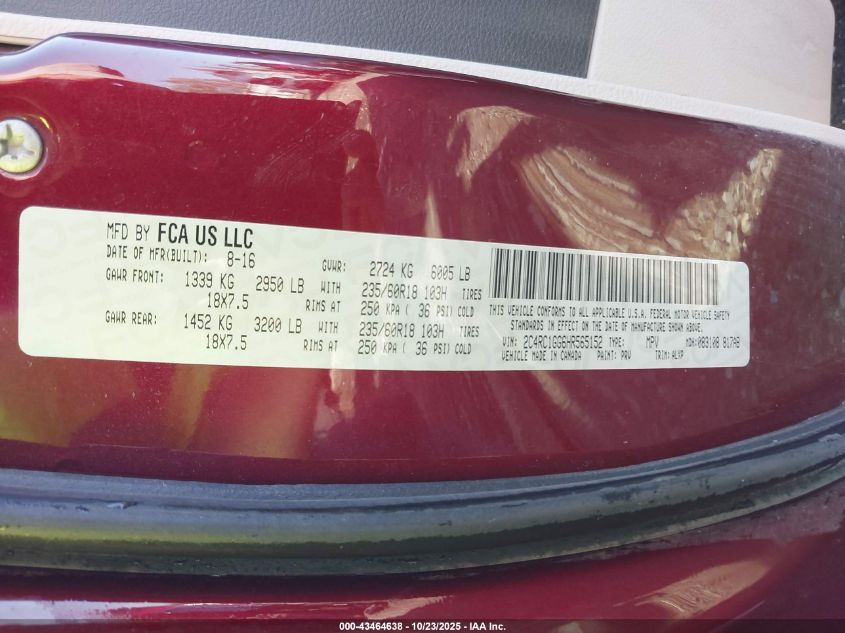 MFD BY FCA US LLC
DATE OF MFR(BUILT): 8-16 GVWR: 2724 KG 6005 LB
GAWR FRONT: 1339 KG 2950 LB WITH 235/60R18 103H TIRES
18X7.5 RIMS AT 250 KPA ( 36 PSI) COLD
GAWR REAR: 1452 KG 3200 LB WITH 235/60R18 103H TIRES
18X7.5 RIMS AT 250 KPA ( 36 PSI) COLD
THIS VEHICLE CONFORMS TO ALL APPLICABLE U.S.A. FEDERAL MOTOR VEHICLE SAFETY
STANDARDS IN EFFECT ON THE DATE OF MANUFACTURE SHOWN ABOVE.
VIN: 2C4RC1GG6HR565152 TYPE: MPV MDH: 083108 817AB
VEHICLE MADE IN CANADA PAINT: PRV TRIM: ALXP
000-43464638 - 10/23/2025 - IAA Inc.